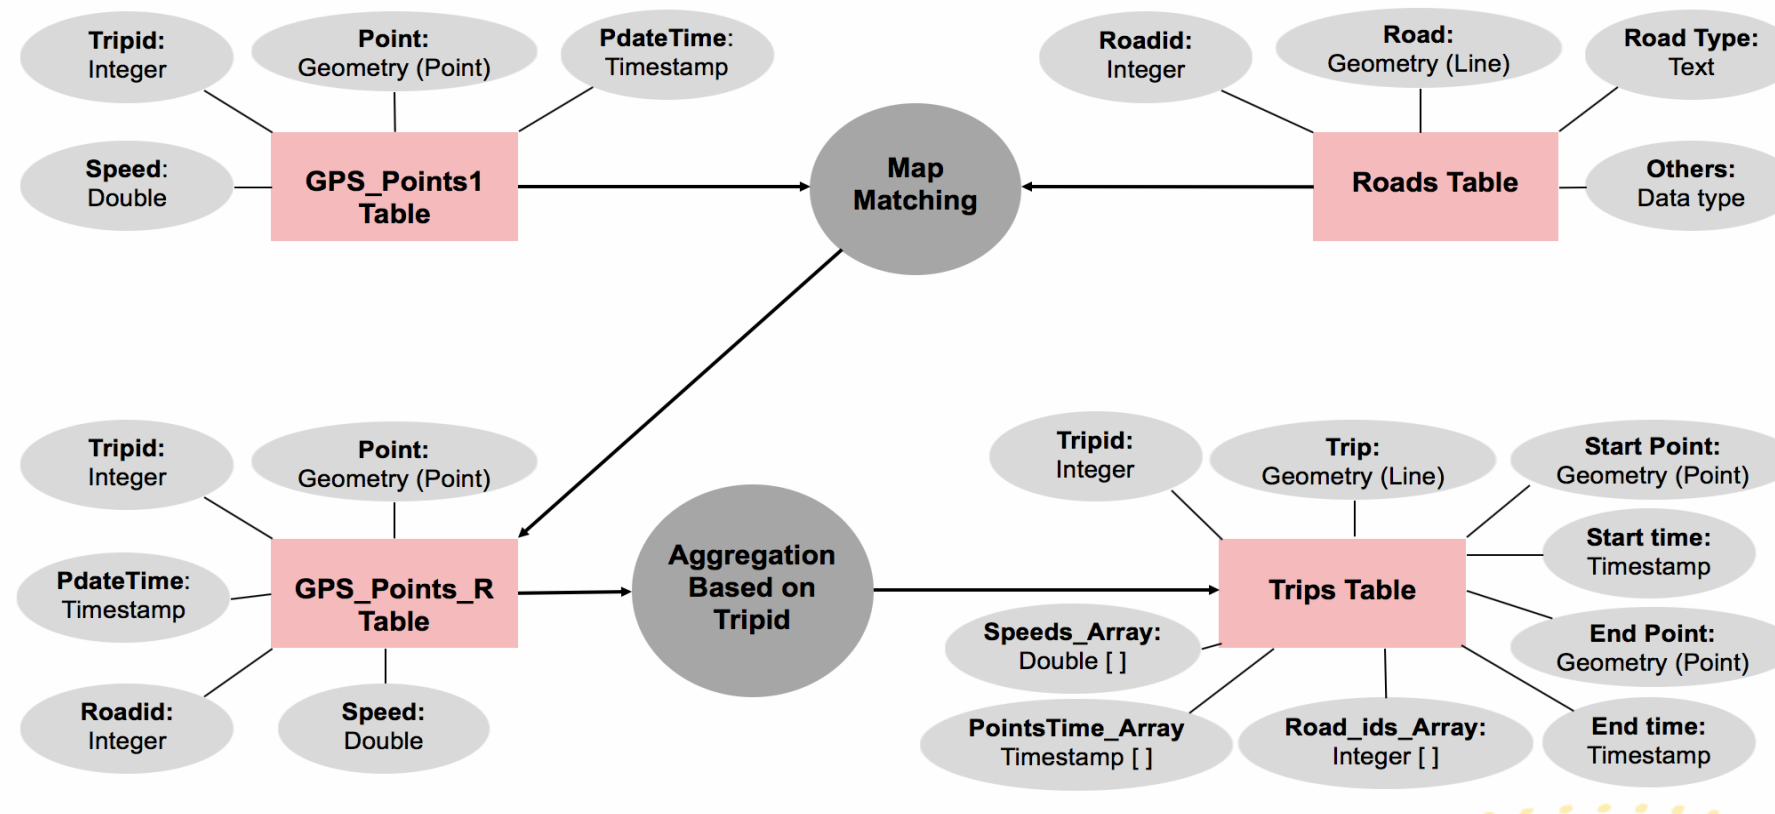 Tripid:
Integer
Point:
Geometry (Point)
PdateTime:
Timestamp
Speed:
Double
GPS_Points1
Table
Map
Matching
Roadid:
Integer
Road:
Geometry (Line)
Road Type:
Text
Roads Table
Others:
Data type
Tripid:
Integer
Point:
Geometry (Point)
PdateTime:
Timestamp
GPS_Points_R
Table
Roadid:
Integer
Speed:
Double
Aggregation
Based on
Tripid
Tripid:
Integer
Trip:
Geometry (Line)
Start Point:
Geometry (Point)
Start time:
Timestamp
Trips Table
Speeds_Array:
Double [ ]
End Point:
Geometry (Point)
PointsTime_Array
Timestamp [ ]
Road_ids_Array:
Integer [ ]
End time:
Timestamp